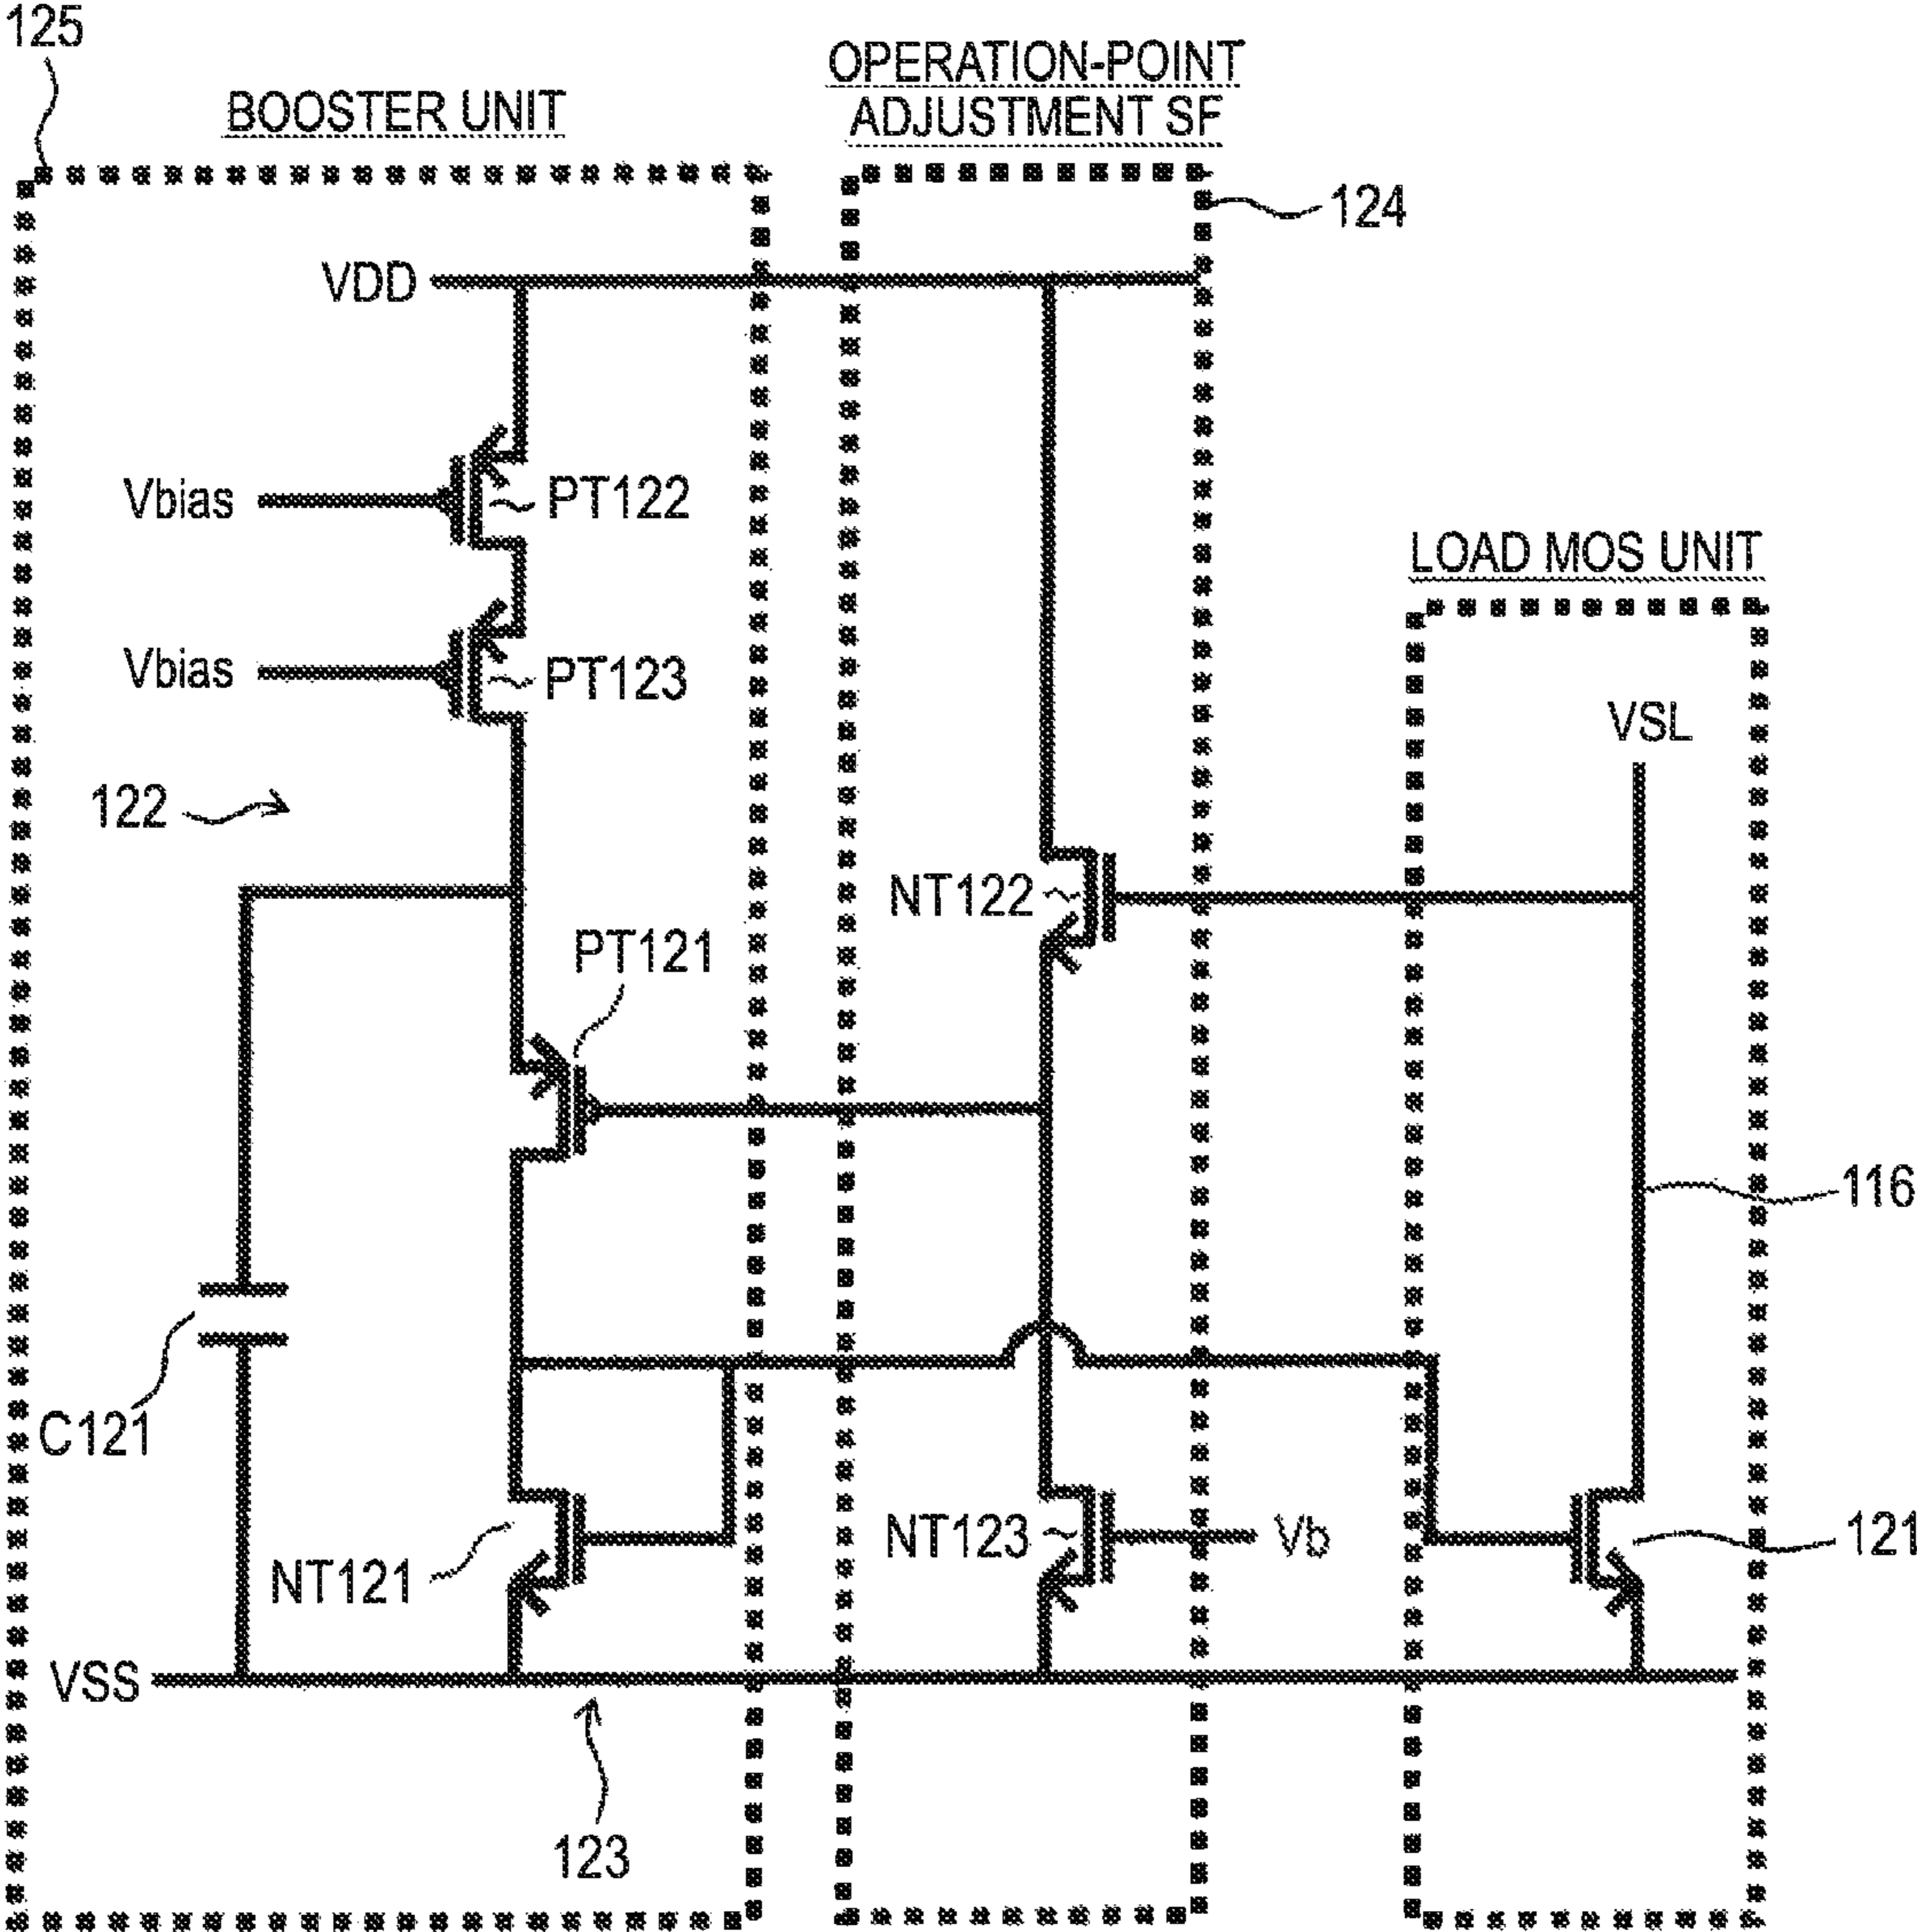 125
BOOSTER UNIT
OPERATION-POINT
ADJUSTMENT SF
124
VDD
Vbias
PT122
LOAD MOS UNIT
Vbias
PT123
VSL
122
NT122
PT121
116
C121
NT121
NT123
Vb
121
VSS
123